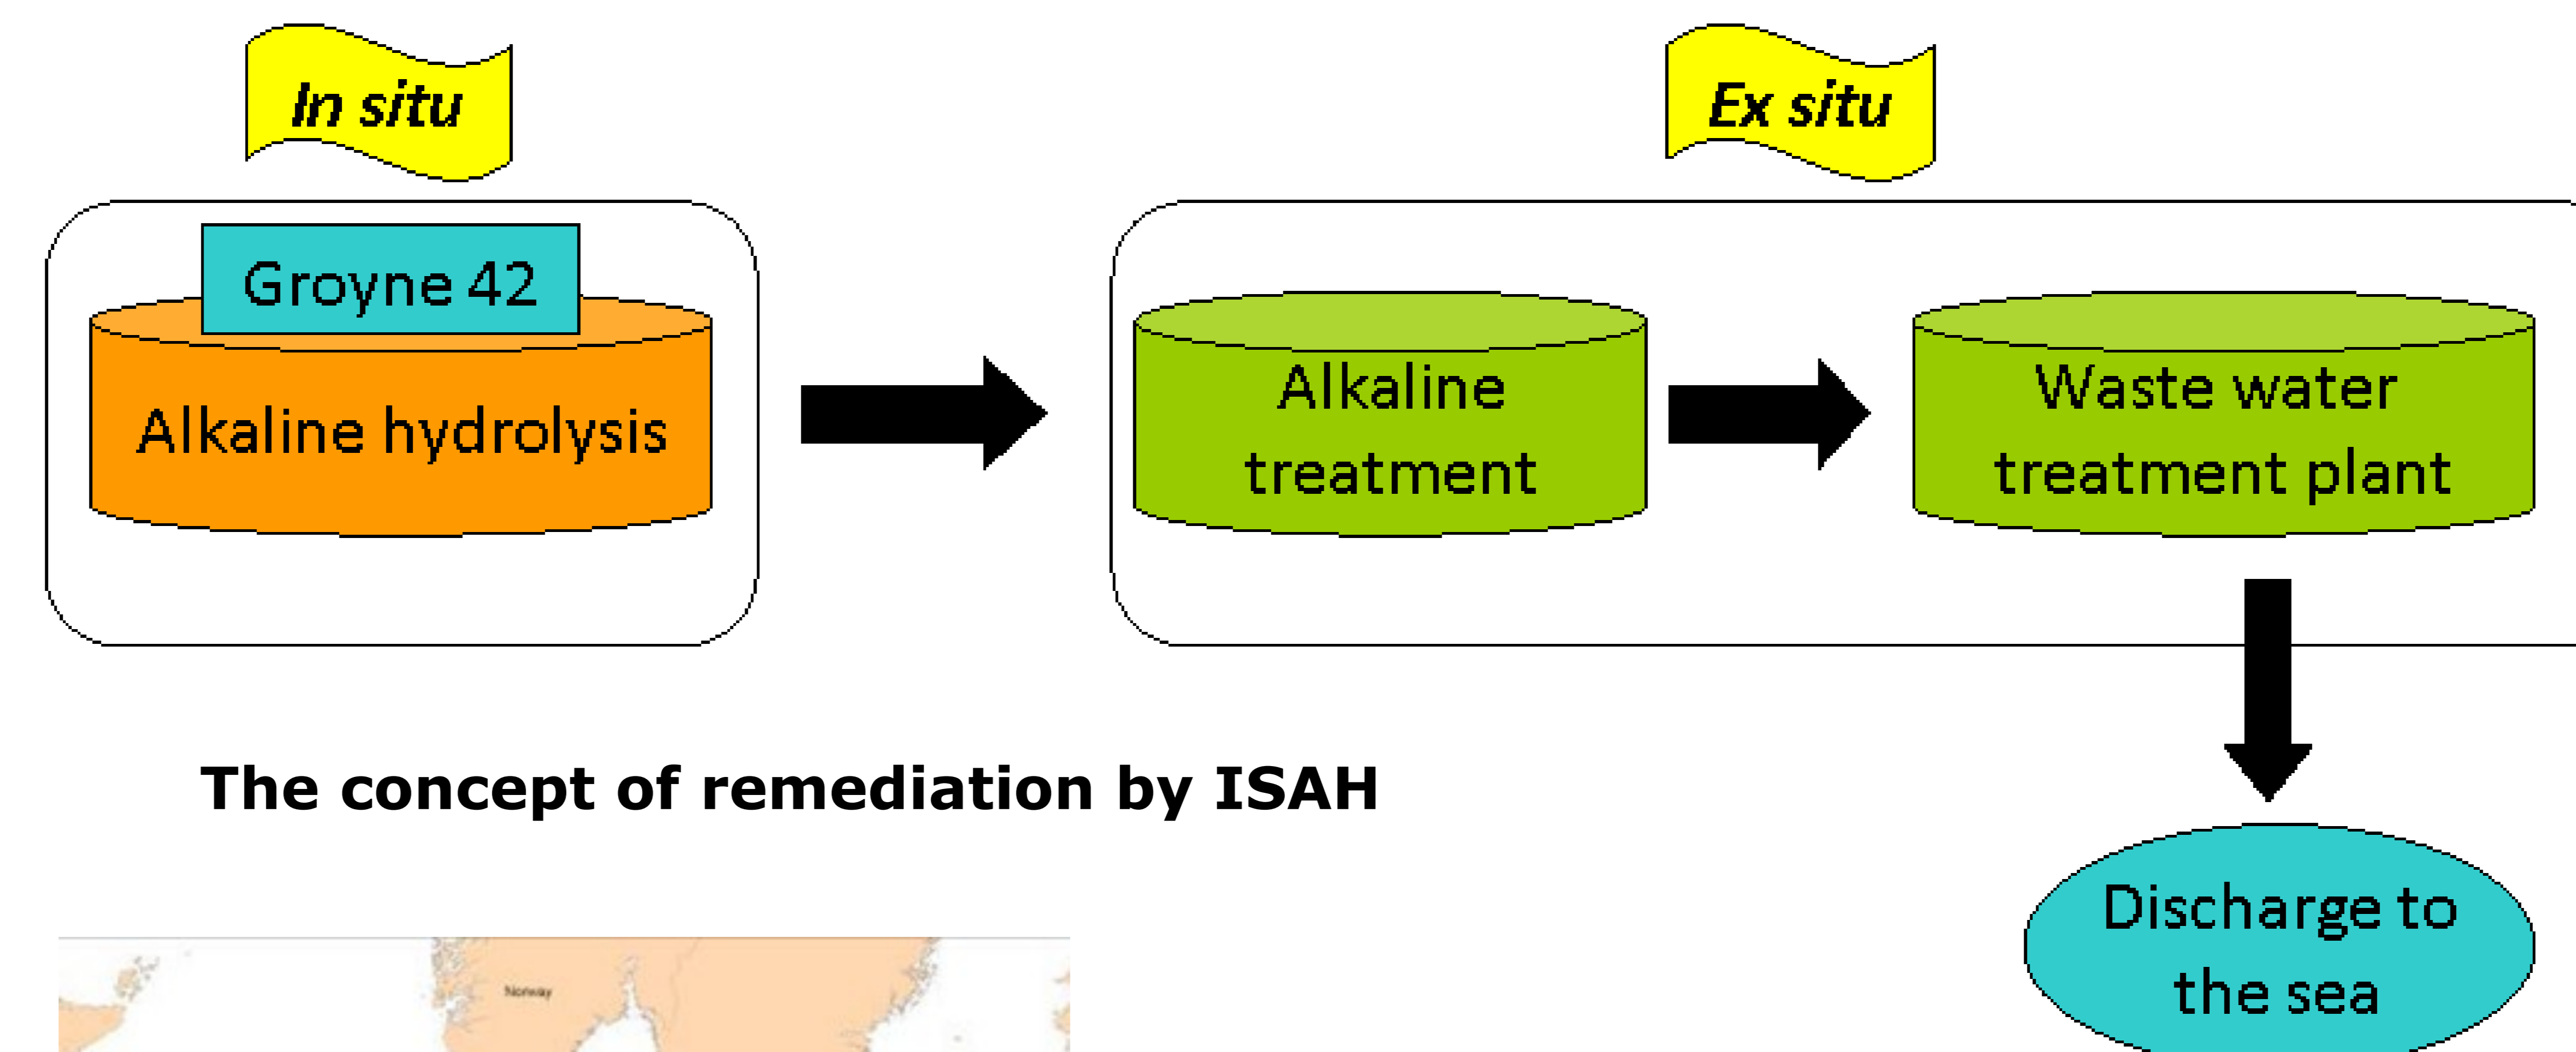 In situ
Ex situ
Groyne 42
Alkaline hydrolysis
Alkaline
treatment
Waste water
treatment plant
The concept of remediation by ISAH
Discharge to
the sea
Norway